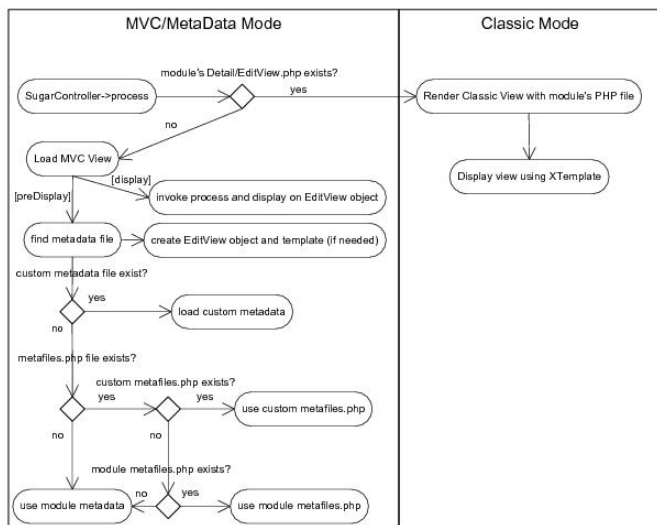 MVC/MetaData Mode
Classic Mode
module's Detail/EditView.php exists?
SugarController->process
yes
Render Classic View with module's PHP file
no
Load MVC View
Display view using XTemplate
[display]
[preDisplay]
invoke process and display on EditView object
find metadata file
create EditView object and template (if needed)
custom metadata file exist?
yes
load custom metadata
no
metafiles.php file exists?
custom metafiles.php exists?
yes
yes
use custom metafiles.php
no
no
module metafiles.php exists?
use module metadata
no
yes
use module metafiles.php